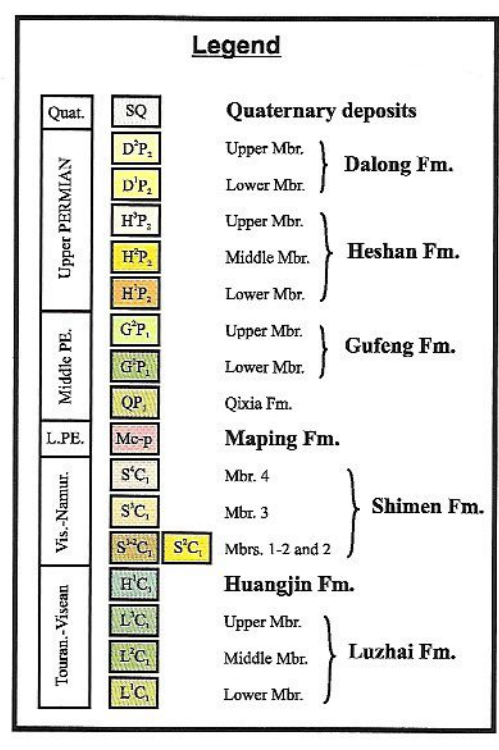 Legend
Quat. SQ Quaternary deposits
Upper PERMIAN
D²P₂ Upper Mbr.
D¹P₂ Lower Mbr.
Dalong Fm.
H³P₂ Upper Mbr.
H²P₂ Middle Mbr.
H¹P₂ Lower Mbr.
Heshan Fm.
Middle PE.
G²P₁ Upper Mbr.
Lower Mbr.
Gufeng Fm.
QP₁ Qixia Fm.
L.PE. Mc-p Maping Fm.
Vis.-Namur.
S⁴C₁ Mbr. 4
S³C₁ Mbr. 3
S¹⁻²C₁ S²C₁ Mbrs. 1-2 and 2
Shimen Fm.
Touran.-Visean
H¹C₁ Huangjin Fm.
L³C₁ Upper Mbr.
L²C₁ Middle Mbr.
L¹C₁ Lower Mbr.
Luzhai Fm.